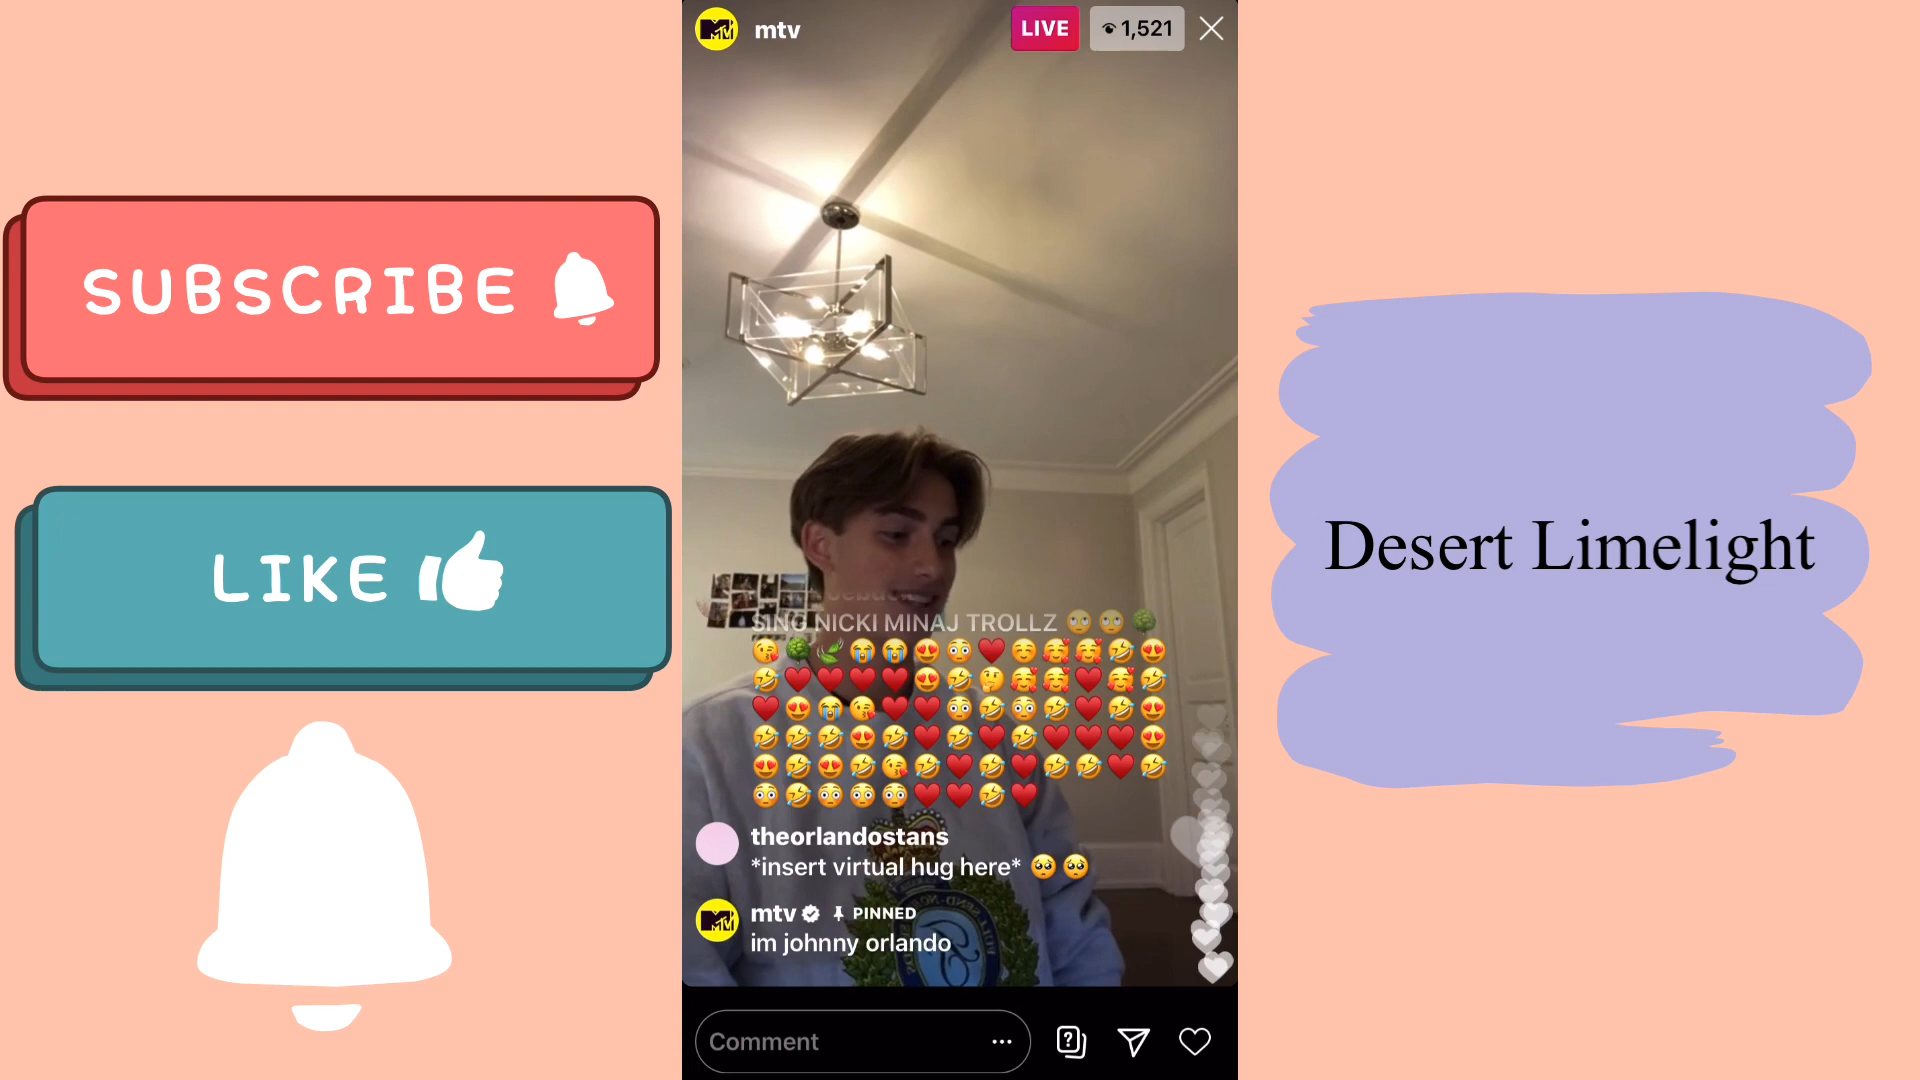 mtv
LIVE
1,521
SUBSCRIBE
LIKE
Desert Limelight
SING NICKI MINAJ TROLLZ 🙄 🙄 🌳
theorlandostans
*insert virtual hug here* 🥺 🥺
mtv PINNED
im johnny orlando
Comment